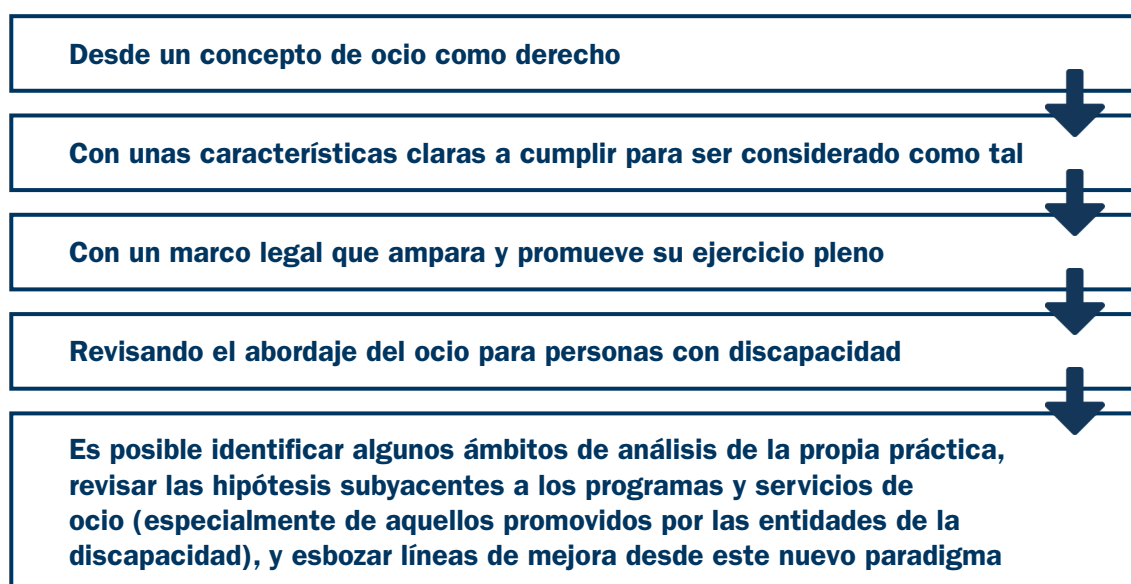 Desde un concepto de ocio como derecho
Con unas características claras a cumplir para ser considerado como tal
Con un marco legal que ampara y promueve su ejercicio pleno
Revisando el abordaje del ocio para personas con discapacidad
Es posible identificar algunos ámbitos de análisis de la propia práctica,
revisar las hipótesis subyacentes a los programas y servicios de
ocio (especialmente de aquellos promovidos por las entidades de la
discapacidad), y esbozar líneas de mejora desde este nuevo paradigma